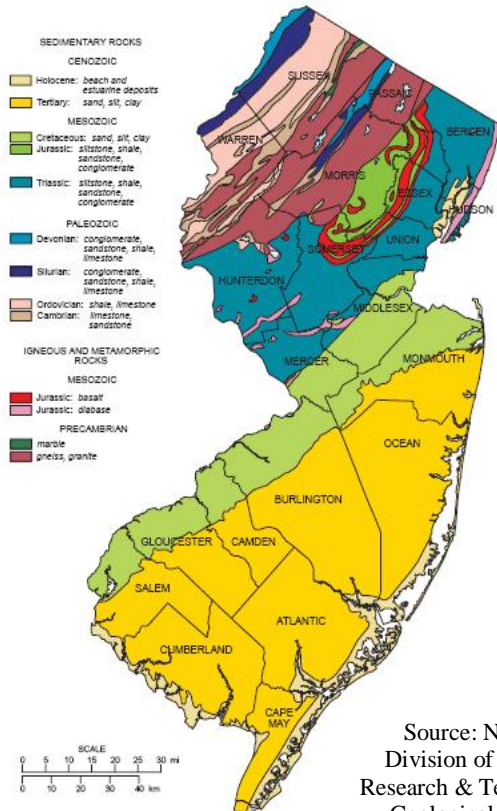 SEDIMENTARY ROCKS
CENOZOIC
Holocene: beach and
estuarine deposits
Tertiary: sand, silt, clay
MESOZOIC
Cretaceous: sand, silt, clay
Jurassic: siltstone, shale,
sandstone,
conglomerate
Triassic: siltstone, shale,
sandstone,
conglomerate
PALEOZOIC
Devonian: conglomerate,
sandstone, shale,
limestone
Silurian: conglomerate,
sandstone, shale,
limestone
Ordovician: shale, limestone
Cambrian: limestone,
sandstone
IGNEOUS AND METAMORPHIC
ROCKS
MESOZOIC
Jurassic: basalt
Jurassic: diabase
PRECAMBRIAN
marble
gneiss, granite
SUSSEX
PASSAIC
BERGEN
WARREN
MORRIS
ESSEX
HUDSON
UNION
SOMERSET
HUNTERDON
MIDDLESEX
MERCER
MONMOUTH
OCEAN
BURLINGTON
GLOUCESTER
CAMDEN
SALEM
ATLANTIC
CUMBERLAND
CAPE
MAY
SCALE
0 5 10 15 20 25 30 mi
0 10 20 30 40 km
Source: N
Division of
Research & Te